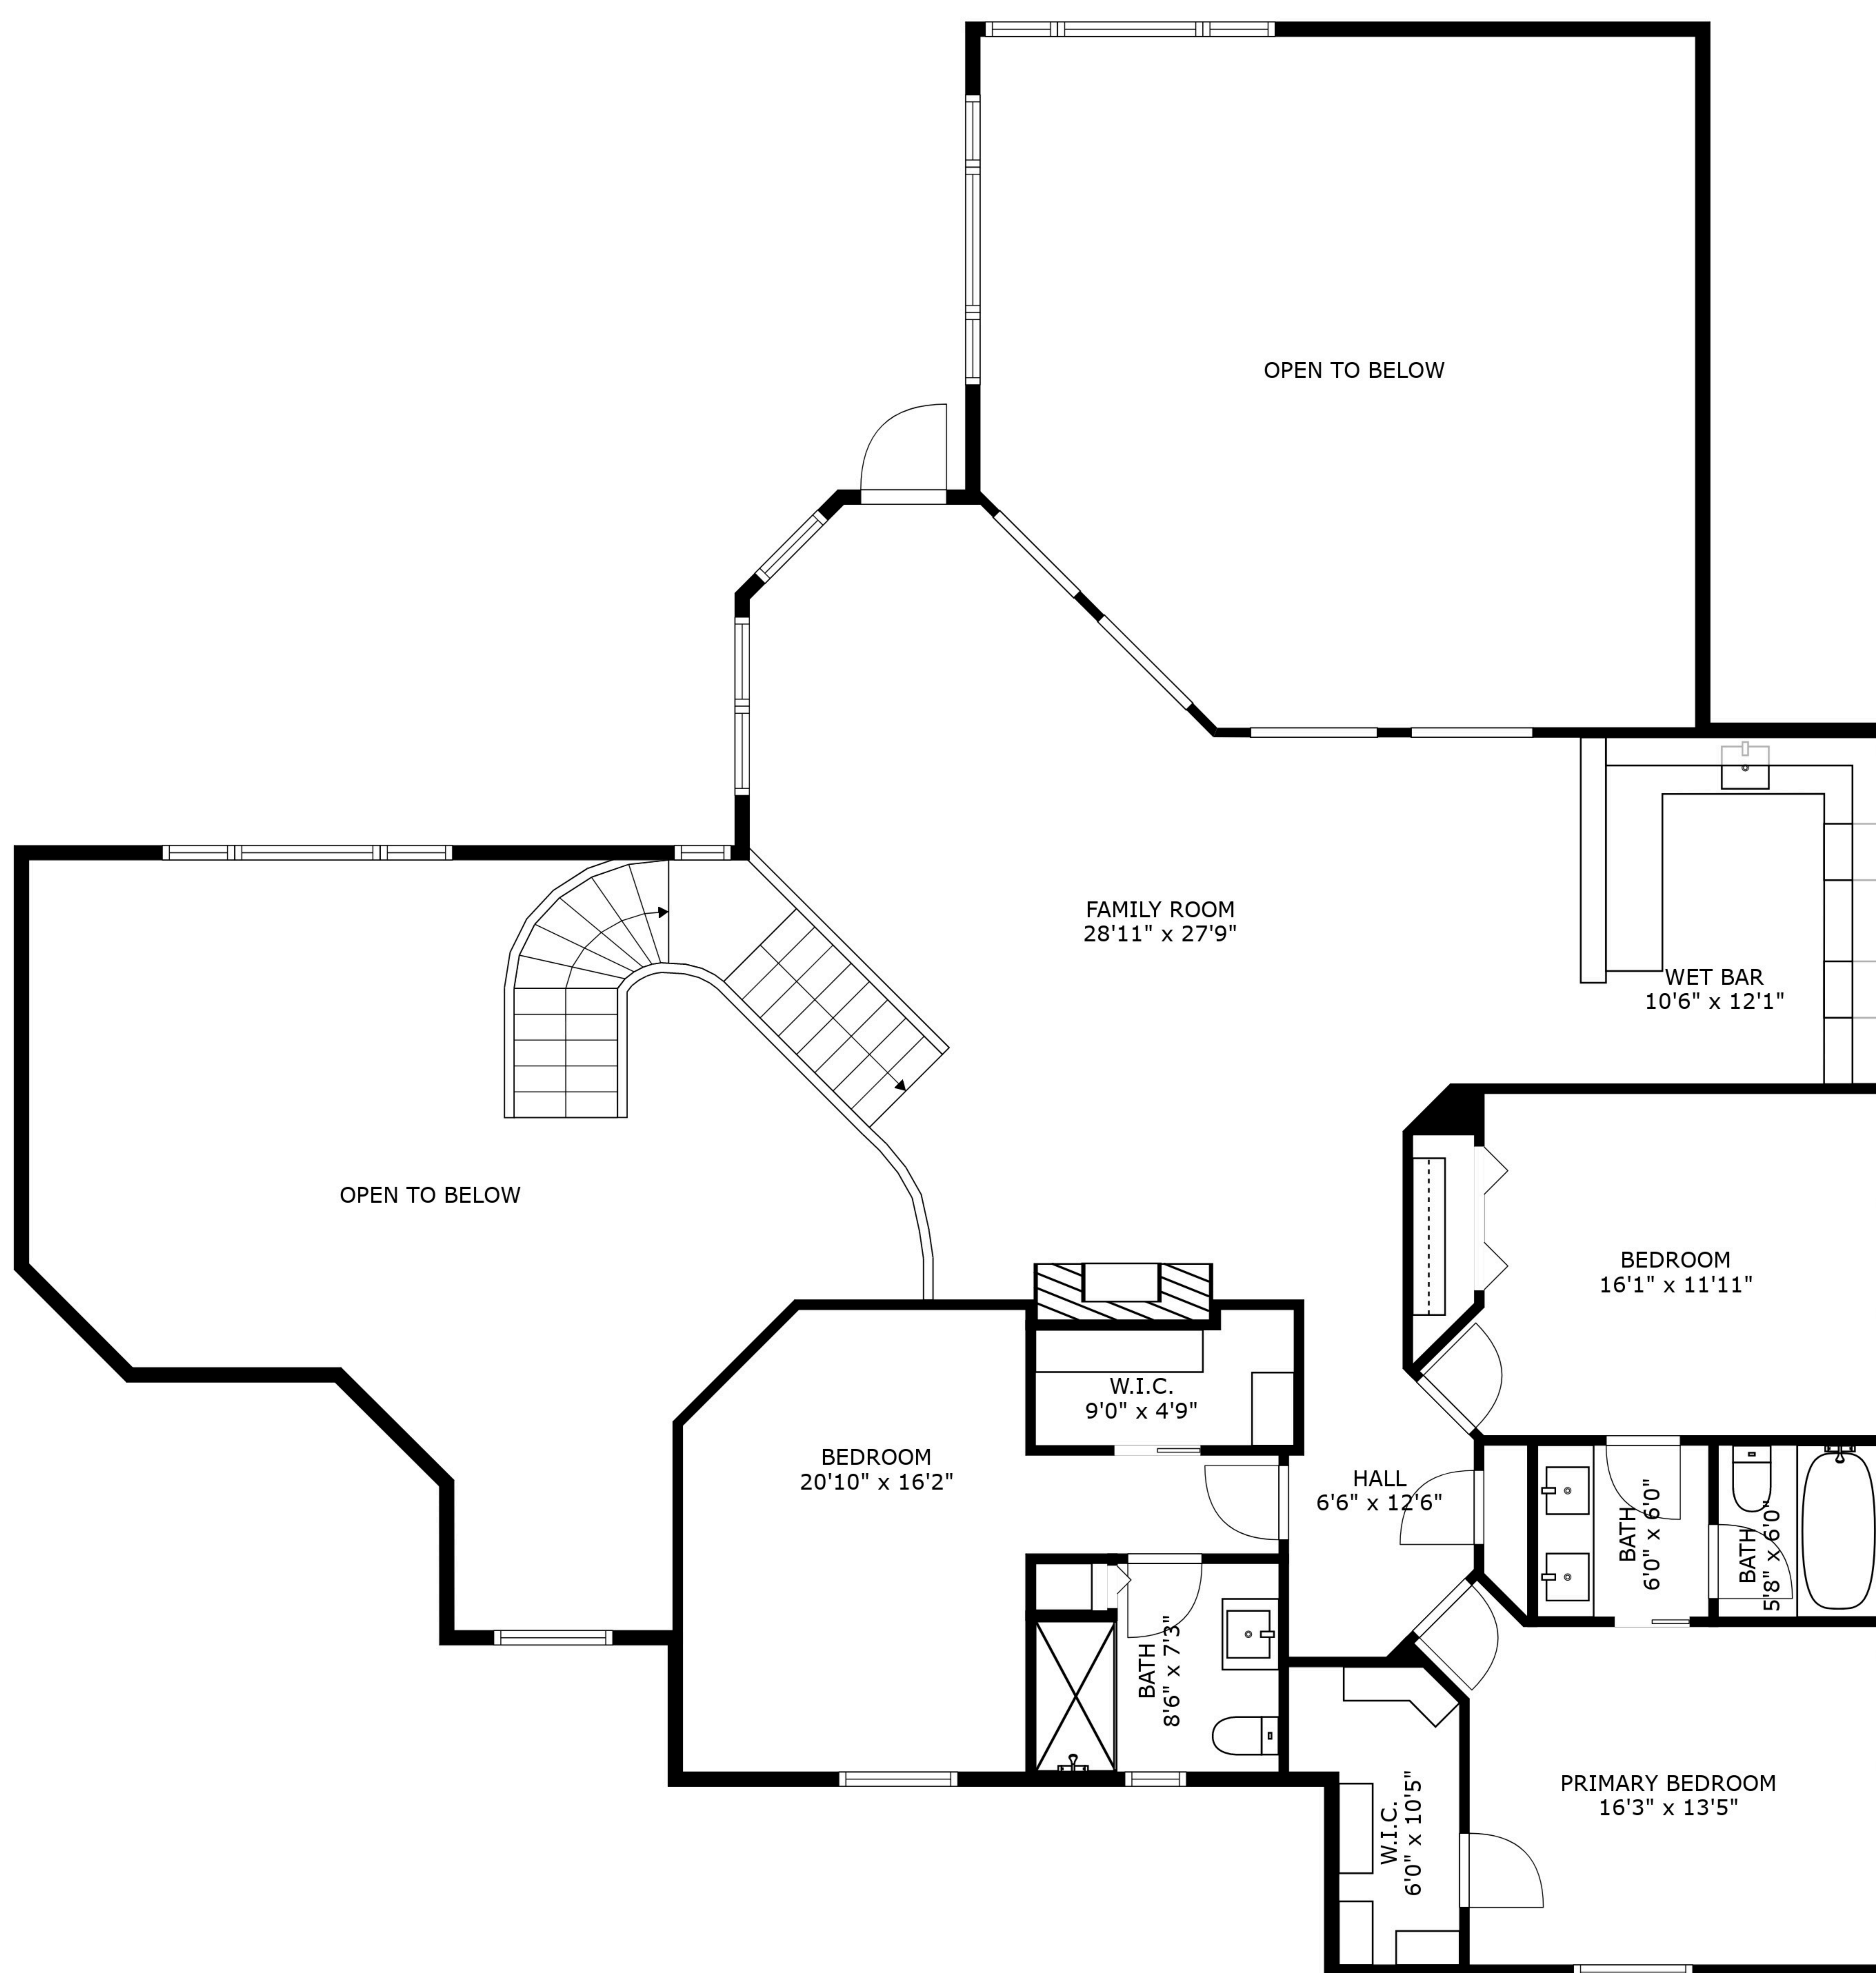 OPEN TO BELOW
FAMILY ROOM
28'11" x 27'9"
WET BAR
10'6" x 12'1"
OPEN TO BELOW
BEDROOM
16'1" x 11'11"
W.I.C.
9'0" x 4'9"
BEDROOM
20'10" x 16'2"
HALL
6'6" x 12'6"
BATH
6'0" x 6'0"
BATH
5'8" x 6'0"
BATH
8'6" x 7'3"
PRIMARY BEDROOM
16'3" x 13'5"
W.I.C.
6'0" x 10'5"